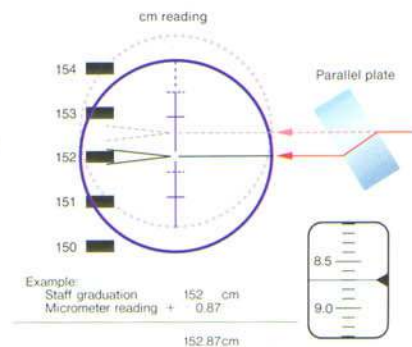 cm reading
154
153
152
151
150
Parallel plate
8.5
9.0
Example:
Staff graduation 152 cm
Micrometer reading + 0.87
152.87cm